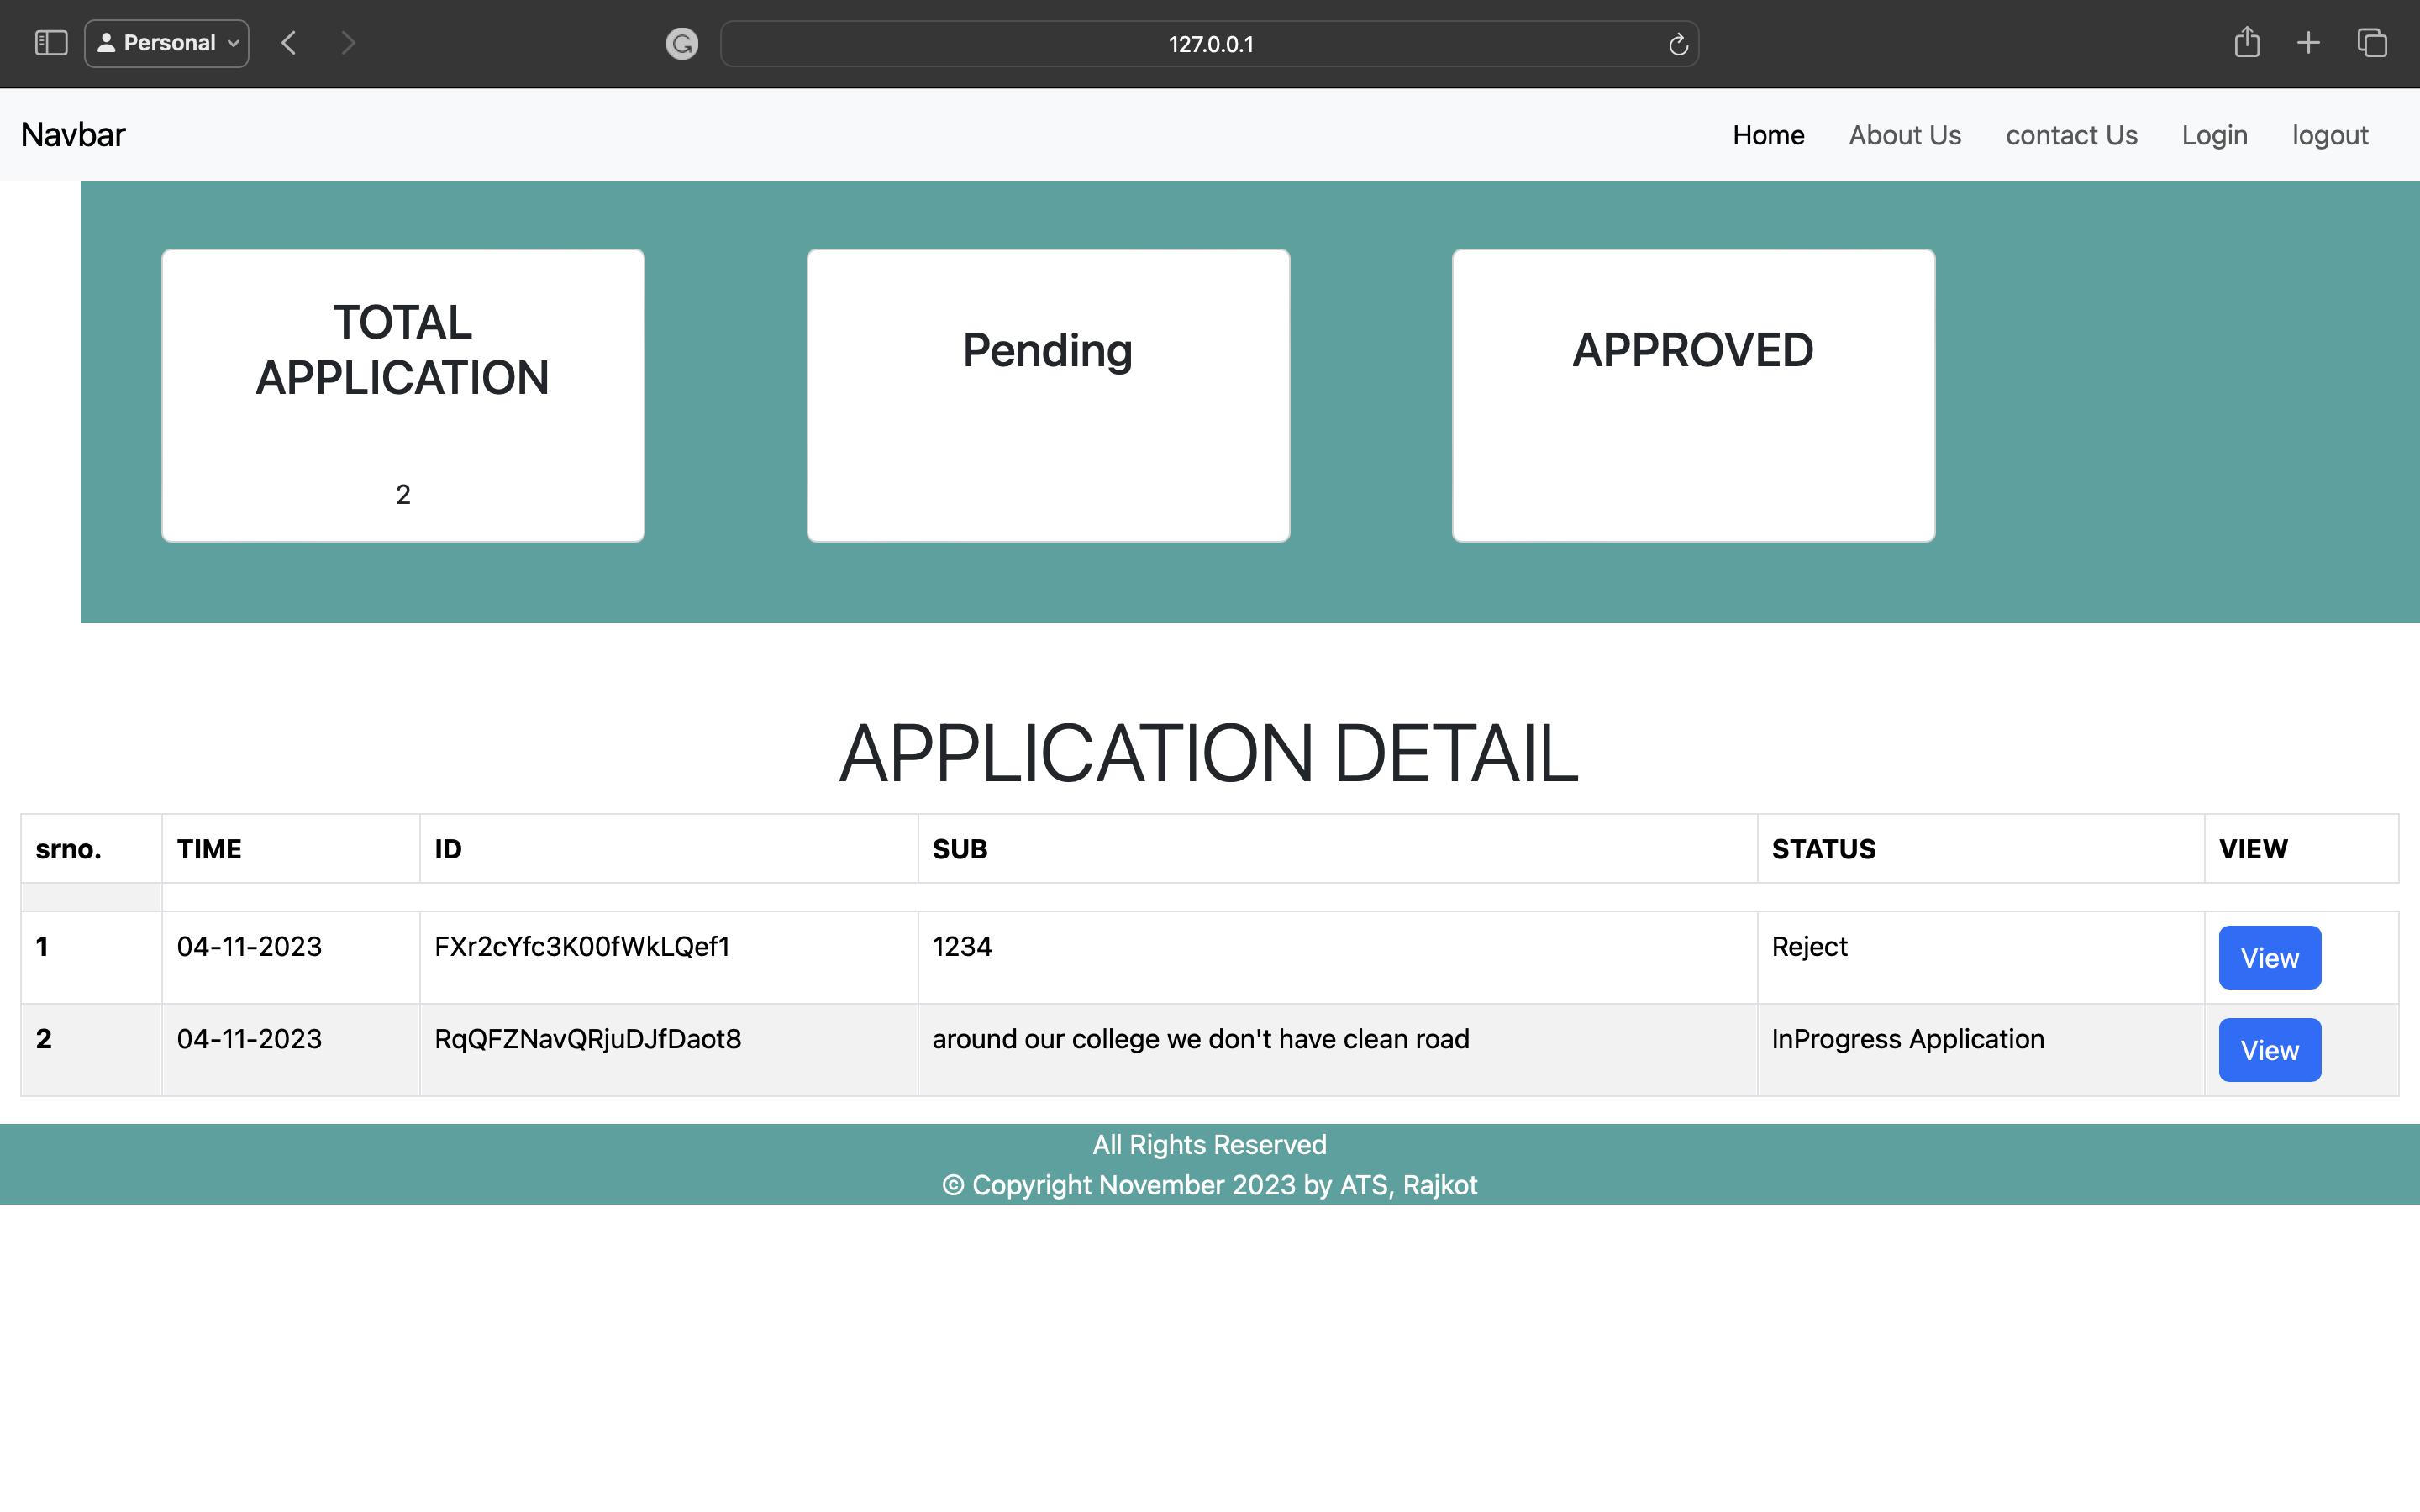 Personal
127.0.0.1
Navbar
Home About Us contact Us Login logout
TOTAL
APPLICATION
2
Pending
APPROVED
APPLICATION DETAIL
srno. TIME ID SUB STATUS VIEW
1 04-11-2023 FXr2cYfc3K00fWkLQef1 1234 Reject View
2 04-11-2023 RqQFZNavQRjuDJfDaot8 around our college we don't have clean road InProgress Application View
All Rights Reserved
© Copyright November 2023 by ATS, Rajkot